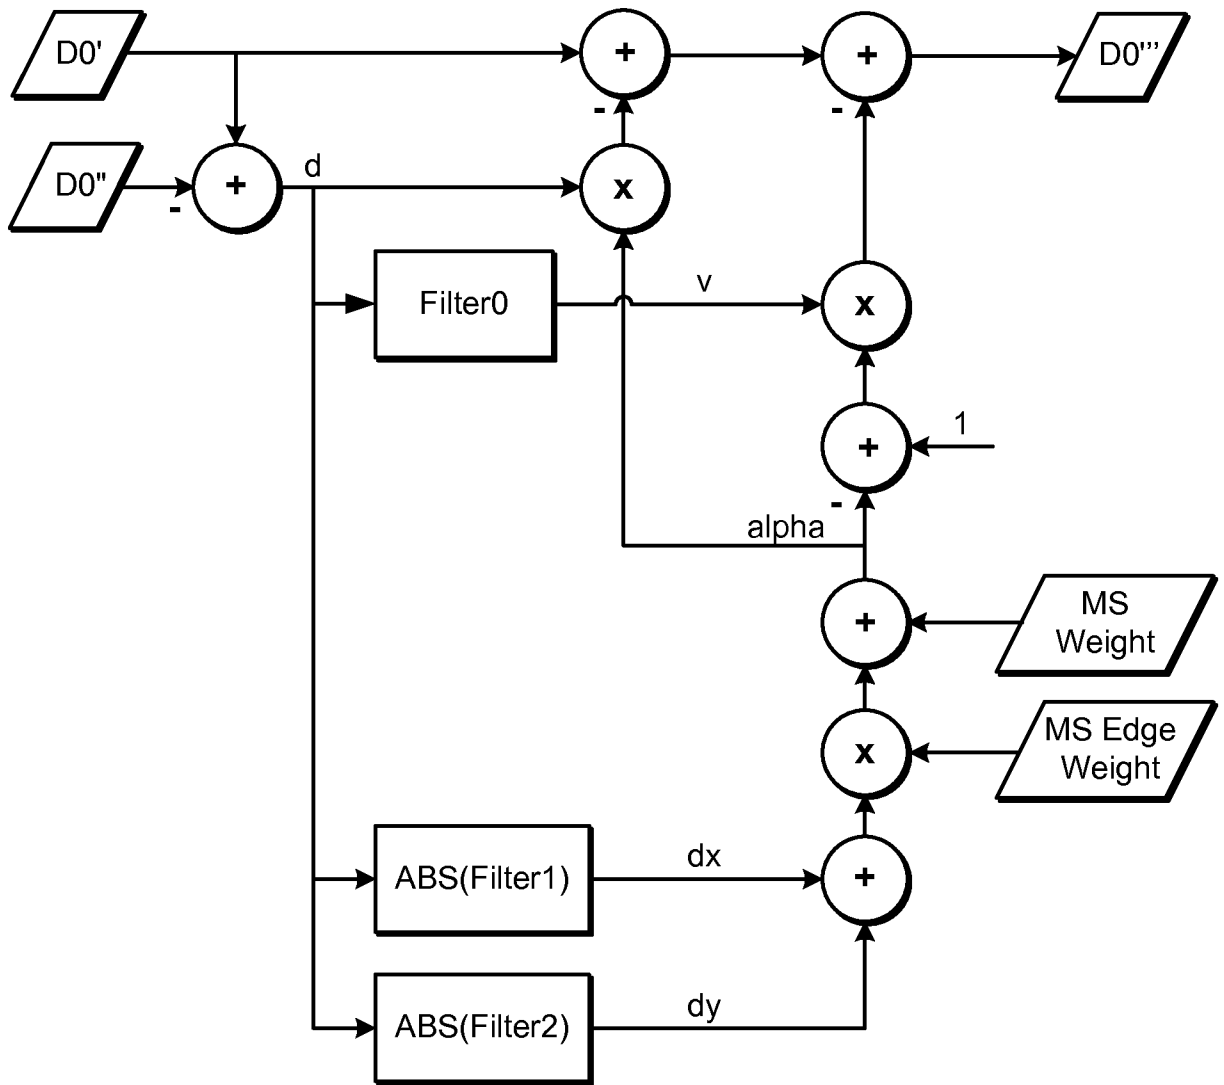 D0'
+
+
D0'''
-
-
D0"
+
d
x
-
Filter0
v
x
+
1
-
alpha
+
MS
Weight
x
MS Edge
Weight
ABS(Filter1)
dx
+
ABS(Filter2)
dy